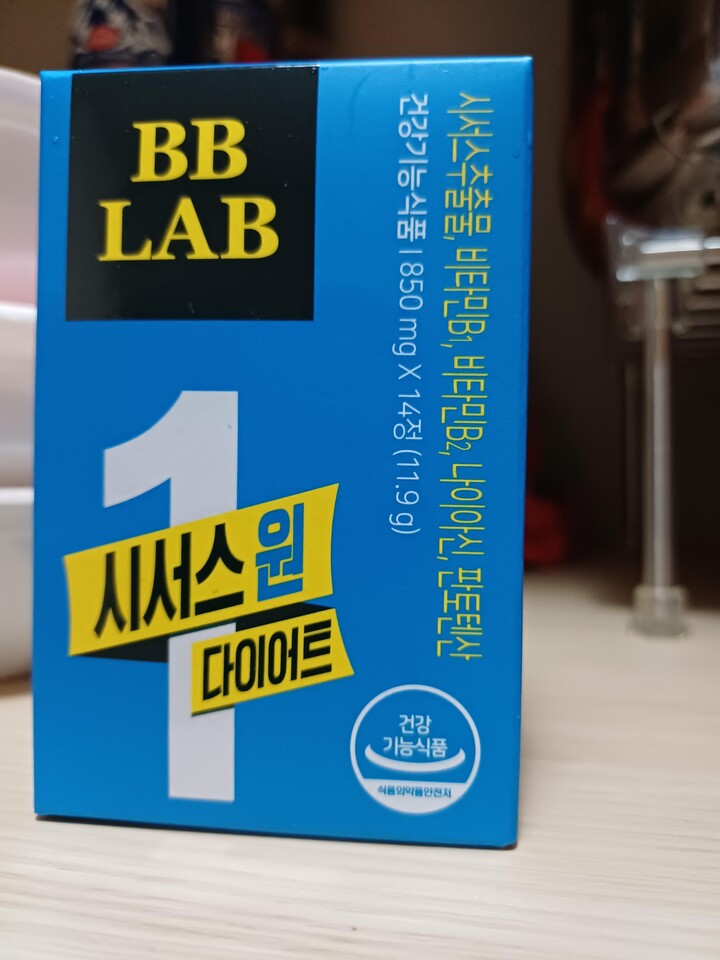 BB
LAB
시서스추출물, 비타민B1, 비타민B2, 나이아신, 판토텐산
건강기능식품 | 850 mg X 14정 (11.9 g)
1
시서스원
다이어트
건강
기능식품
식품의약품안전처